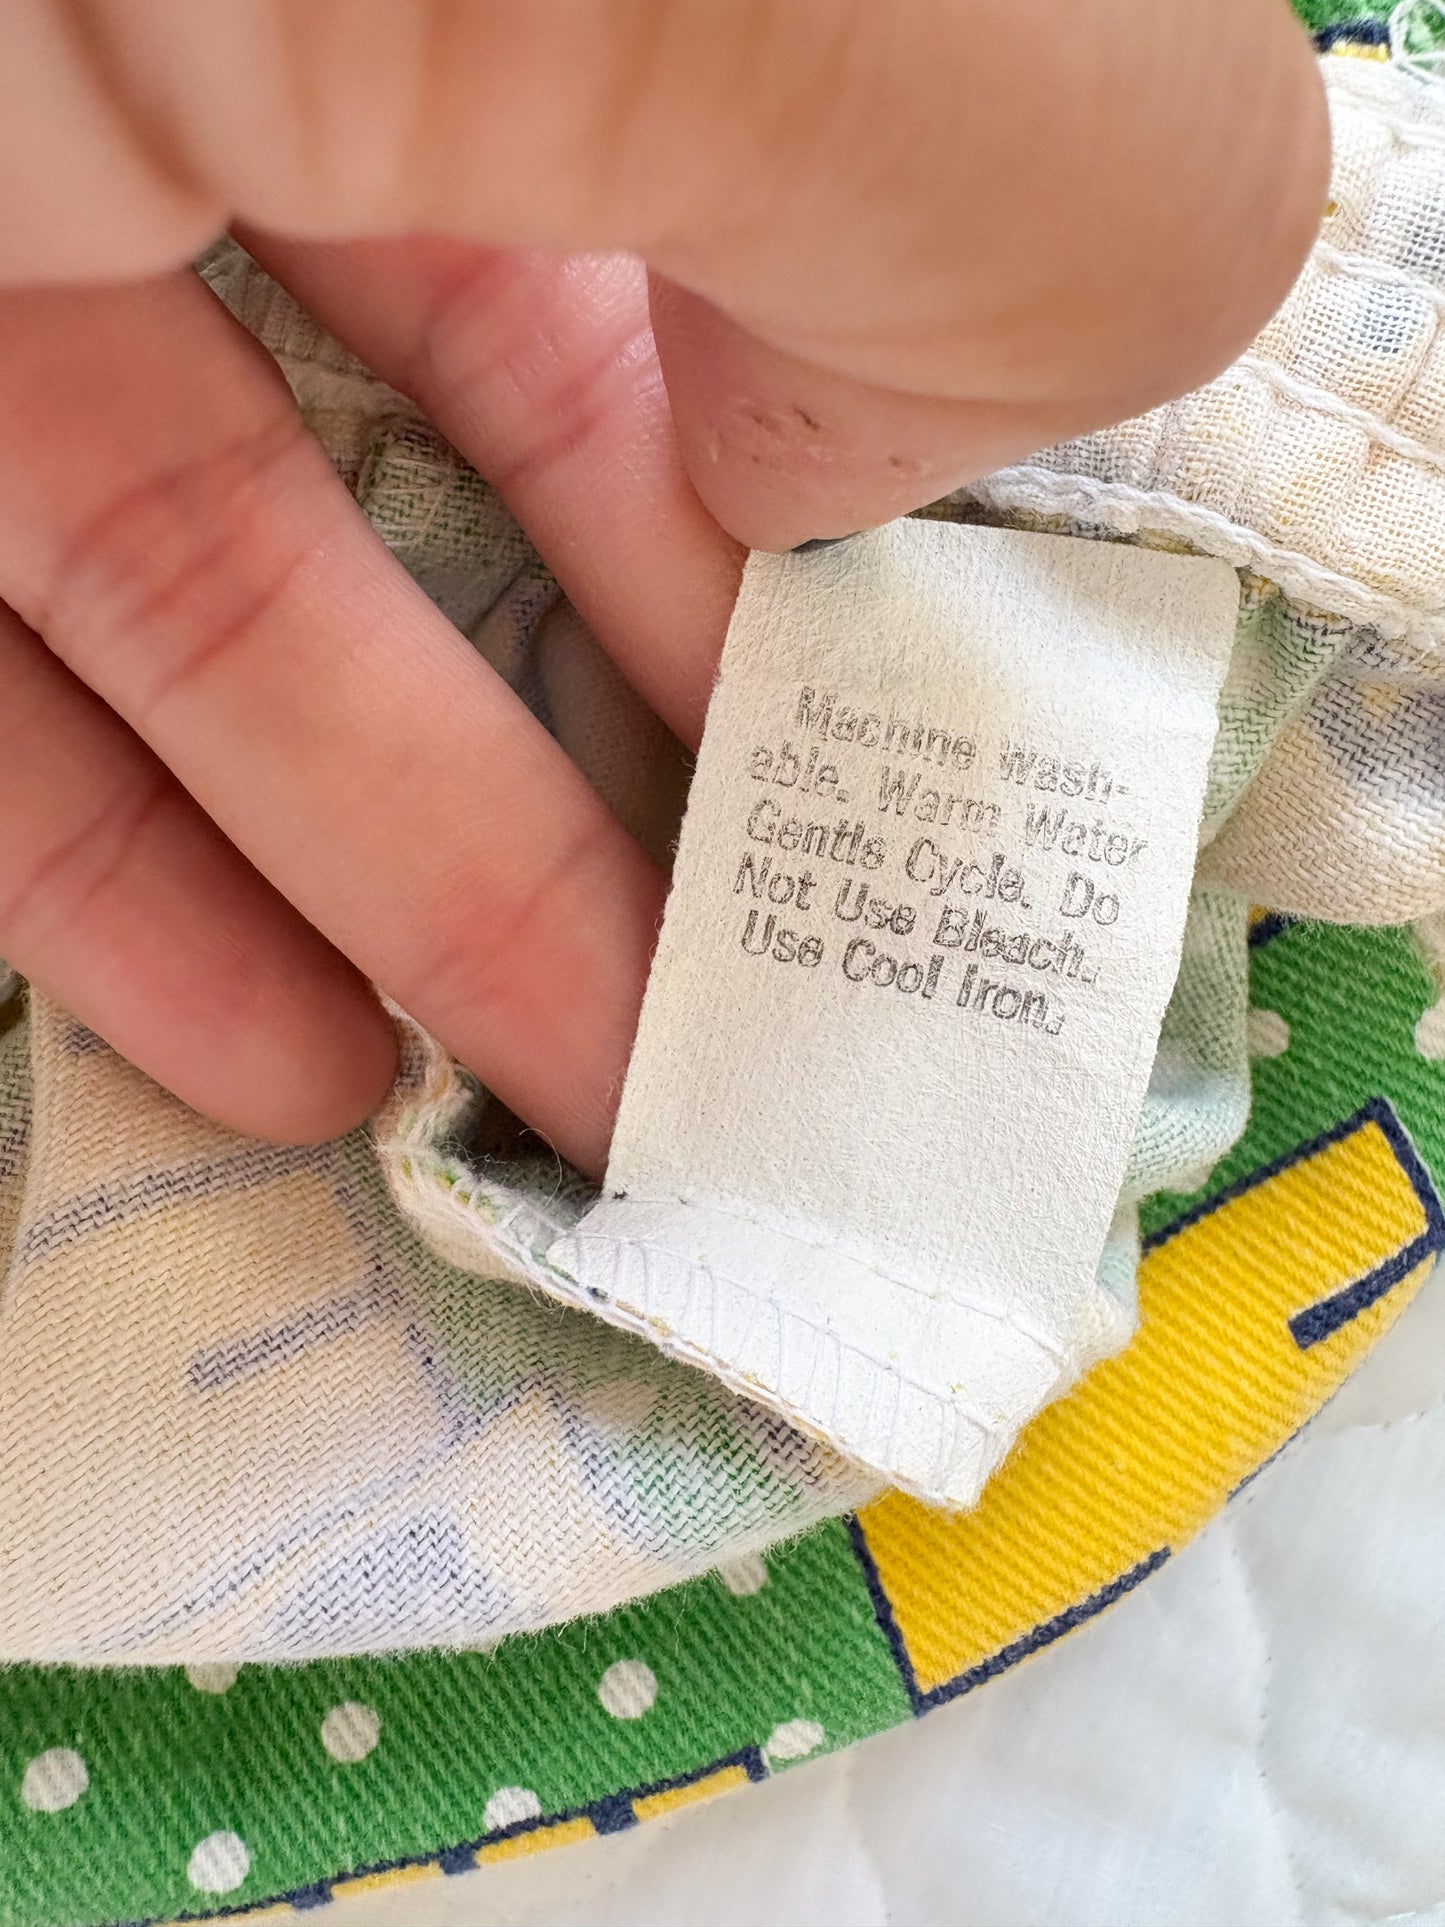 Machine wash-
able. Warm Water
Gentle Cycle. Do
Not Use Bleach.
Use Cool Iron.